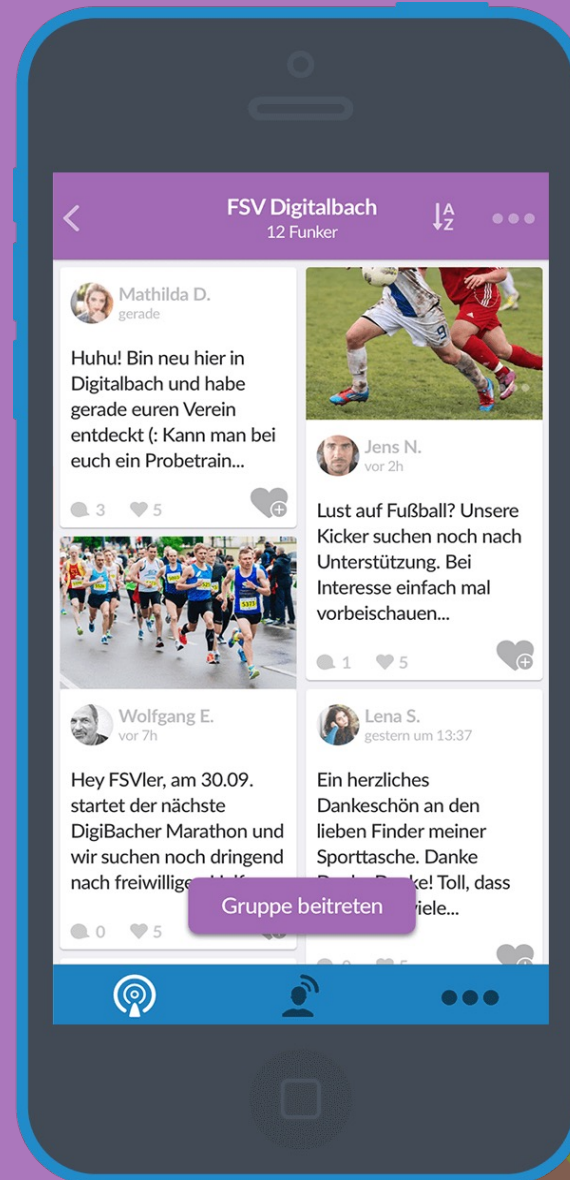 FSV Digitalbach
12 Funker
A
Z
Mathilda D.
gerade
Huhu! Bin neu hier in
Digitalbach und habe
gerade euren Verein
entdeckt (: Kann man bei
euch ein Probetrain...
3
5
Jens N.
vor 2h
Lust auf Fußball? Unsere
Kicker suchen noch nach
Unterstützung. Bei
Interesse einfach mal
vorbeischauen...
1
5
Wolfgang E.
vor 7h
Hey FSVler, am 30.09.
startet der nächste
DigiBacher Marathon und
wir suchen noch dringend
nach
0
5
Lena S.
gestern um 13:37
Ein herzliches
Dankeschön an den
lieben Finder meiner
Sporttasche. Danke
Toll, dass
viele...
Gruppe beitreten